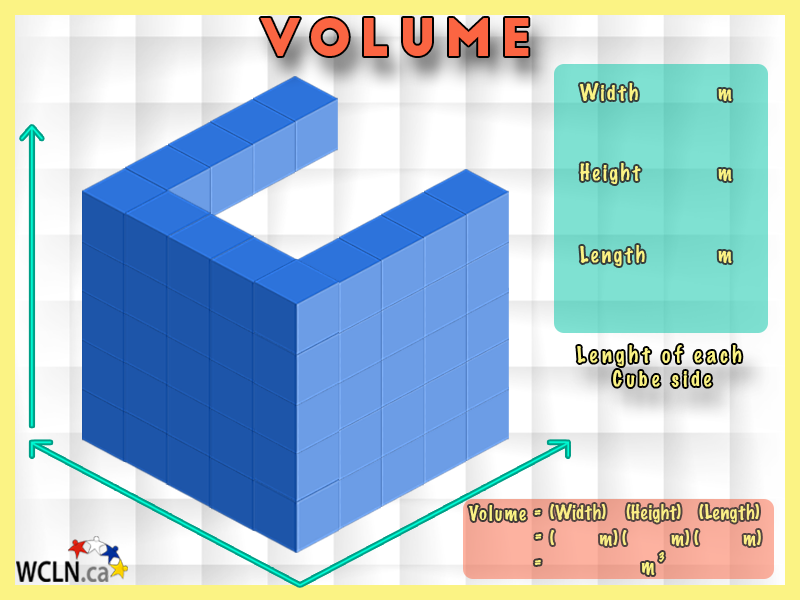 VOLUME
Width m
Height m
Length m
Lenght of each
Cube side
Volume = (Width) (Height) (Length)
= ( m)( m)( m)
= m³
WCLN.ca